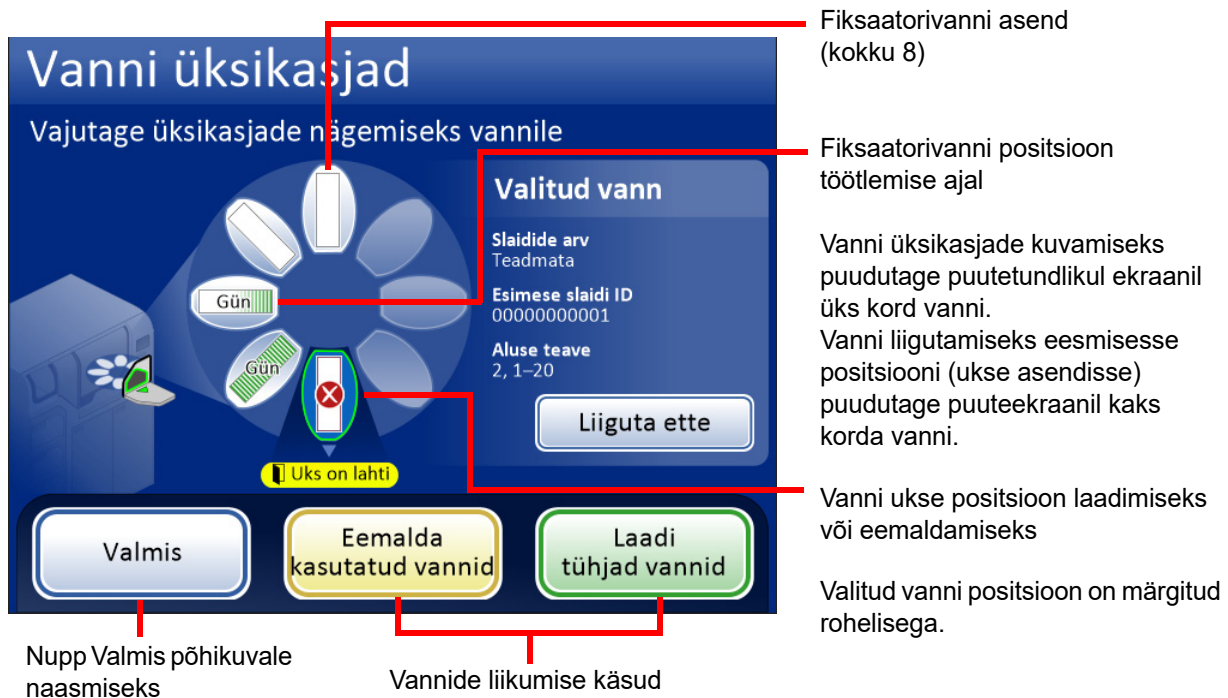 Fiksaatorivanni asend
(kokku 8)
Vanni üksikasjad
Vajutage üksikasjade nägemiseks vannile
Fiksaatorivanni positsioon
töötlemise ajal
Valitud vann
Slaidide arv
Teadmata
Esimese slaidi ID
00000000001
Aluse teave
2, 1–20
Liiguta ette
Gün
Gün
Uks on lahti
Vanni üksikasjade kuvamiseks
puudutage puutetundlikul ekraanil
üks kord vanni.
Vanni liigutamiseks eesmisesse
positsiooni (ukse asendisse)
puudutage puuteekraanil kaks
korda vanni.
Vanni ukse positsioon laadimiseks
või eemaldamiseks
Valitud vanni positsioon on märgitud
rohelisega.
Valmis
Eemalda
kasutatud vannid
Laadi
tühjad vannid
Nupp Valmis põhikuvale
naasmiseks
Vannide liikumise käsud